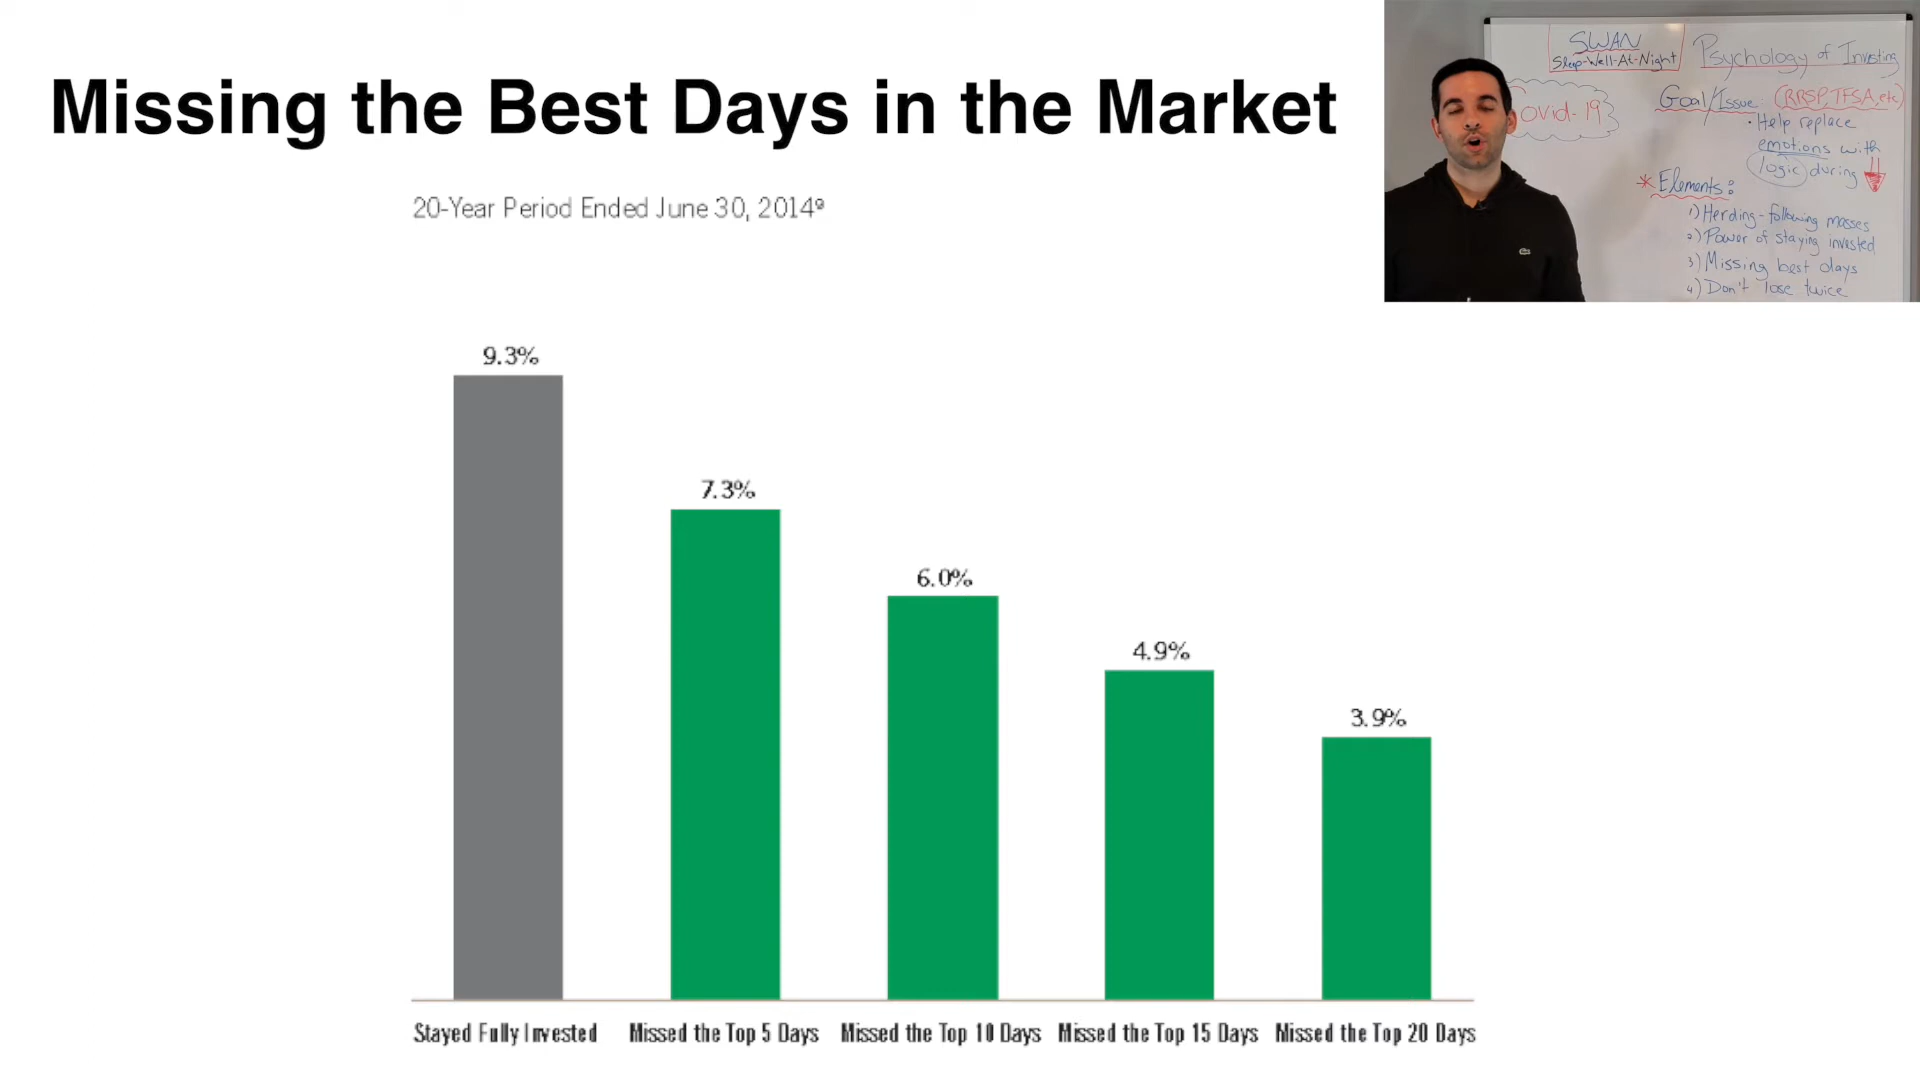 Missing the Best Days in the Market
20-Year Period Ended June 30, 2014⁹
9.3%
7.3%
6.0%
4.9%
3.9%
Stayed Fully Invested
Missed the Top 5 Days
Missed the Top 10 Days
Missed the Top 15 Days
Missed the Top 20 Days
SWAN
Sleep-Well-At-Night
Psychology of Investing
ovid-19
Goal/Issue: (RRSP, TFSA, etc)
• Help replace
emotions with
logic during
* Elements:
1) Herding - following masses
2) Power of staying invested
3) Missing best days
4) Don't lose twice